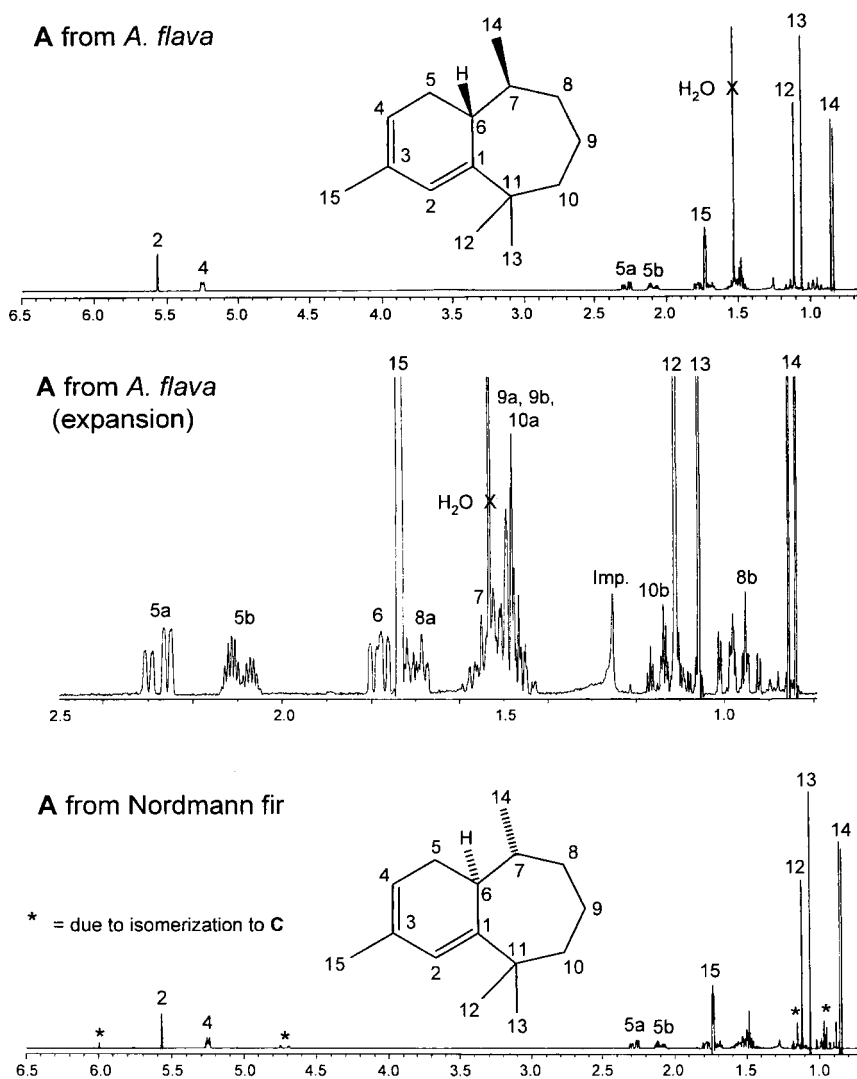 A from A. flava
14
H
5
8
4
7
6
9
3
1
11
10
15
2
12
13
H₂O X
13
12
14
15
2
4
5a
5b
6.5 6.0 5.5 5.0 4.5 4.0 3.5 3.0 2.5 2.0 1.5 1.0
A from A. flava
(expansion)
15
12 13
14
9a, 9b,
10a
H₂O X
5a
5b
6
8a
7
Imp.
10b
8b
2.5 2.0 1.5 1.0
A from Nordmann fir
* = due to isomerization to C
14
H
5
8
4
7
6
9
3
1
11
10
15
2
12
13
13
14
12
15
2
4
*
*
5a
5b
*
*
6.5 6.0 5.5 5.0 4.5 4.0 3.5 3.0 2.5 2.0 1.5 1.0